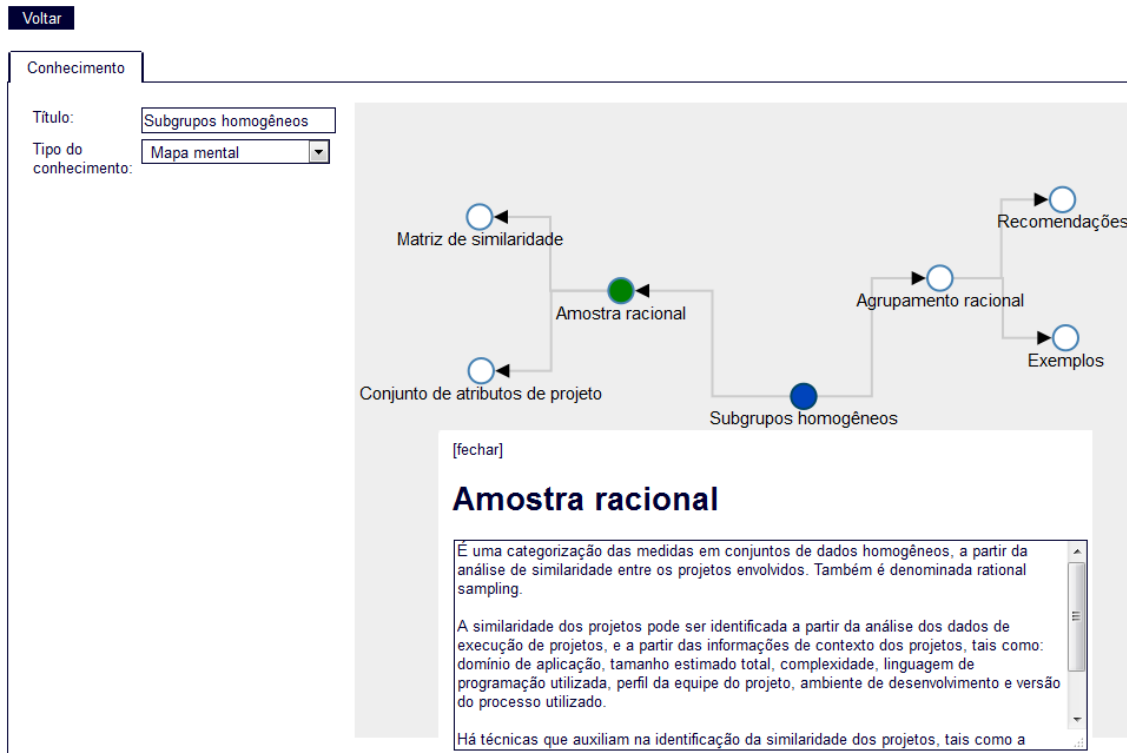 Voltar
Conhecimento
Título:
Subgrupos homogêneos
Tipo do
conhecimento:
Mapa mental
Recomendações
Matriz de similaridade
Agrupamento racional
Amostra racional
Exemplos
Conjunto de atributos de projeto
Subgrupos homogêneos
[fechar]
Amostra racional
É uma categorização das medidas em conjuntos de dados homogêneos, a partir da
análise de similaridade entre os projetos envolvidos. Também é denominada rational
sampling.
A similaridade dos projetos pode ser identificada a partir da análise dos dados de
execução de projetos, e a partir das informações de contexto dos projetos, tais como:
domínio de aplicação, tamanho estimado total, complexidade, linguagem de
programação utilizada, perfil da equipe do projeto, ambiente de desenvolvimento e versão
do processo utilizado.
Há técnicas que auxiliam na identificação da similaridade dos projetos, tais como a